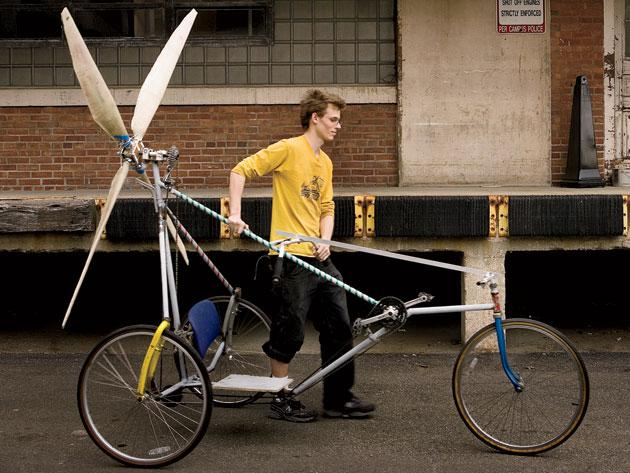 SHUT OFF ENGINES
STRICTLY ENFORCED
PER CAMPUS POLICE